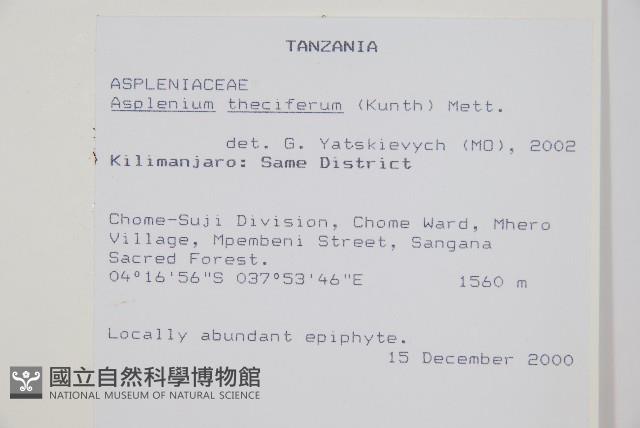 TANZANIA
ASPLENIACEAE
Asplenium theciferum (Kunth) Mett.
det. G. Yatskievych (MO), 2002
Kilimanjaro: Same District
Chome-Suji Division, Chome Ward, Mhero
Village, Mpembeni Street, Sangana
Sacred Forest.
04°16'56"S 037°53'46"E 1560 m
Locally abundant epiphyte.
15 December 2000
國立自然科學博物館
NATIONAL MUSEUM OF NATURAL SCIENCE